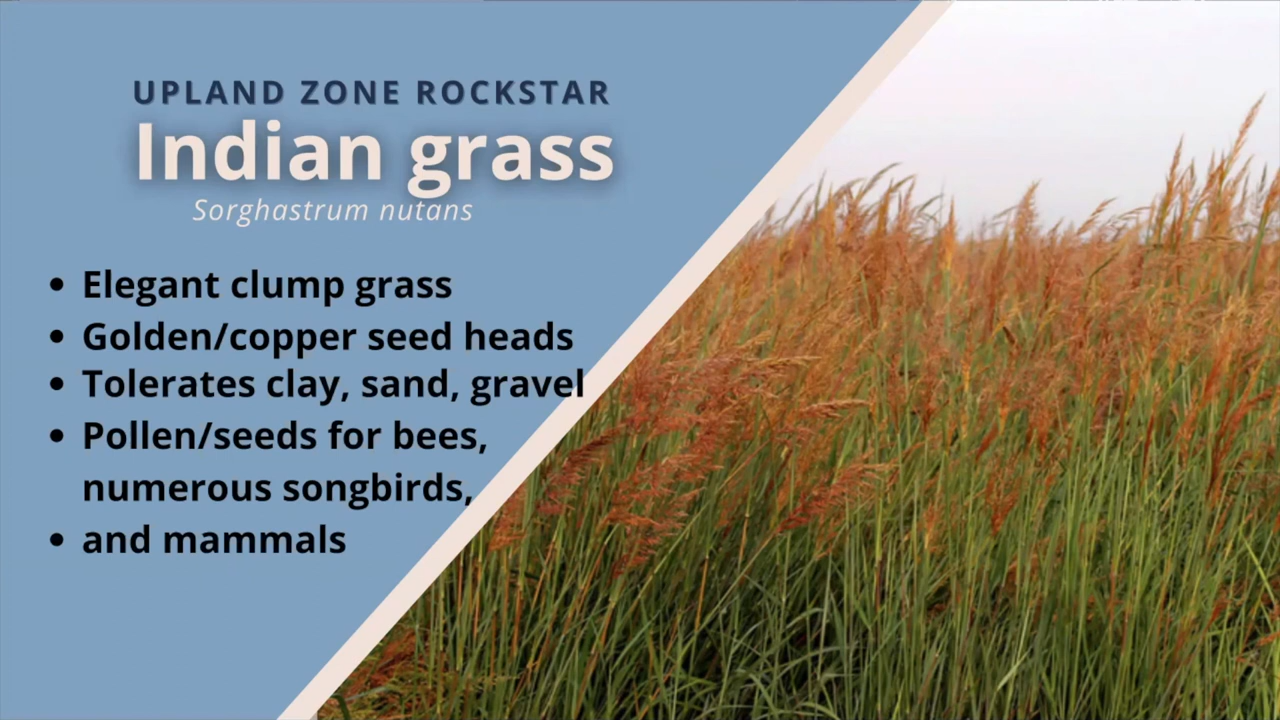 UPLAND ZONE ROCKSTAR
Indian grass
Sorghastrum nutans
• Elegant clump grass
• Golden/copper seed heads
• Tolerates clay, sand, gravel
• Pollen/seeds for bees,
numerous songbirds,
• and mammals